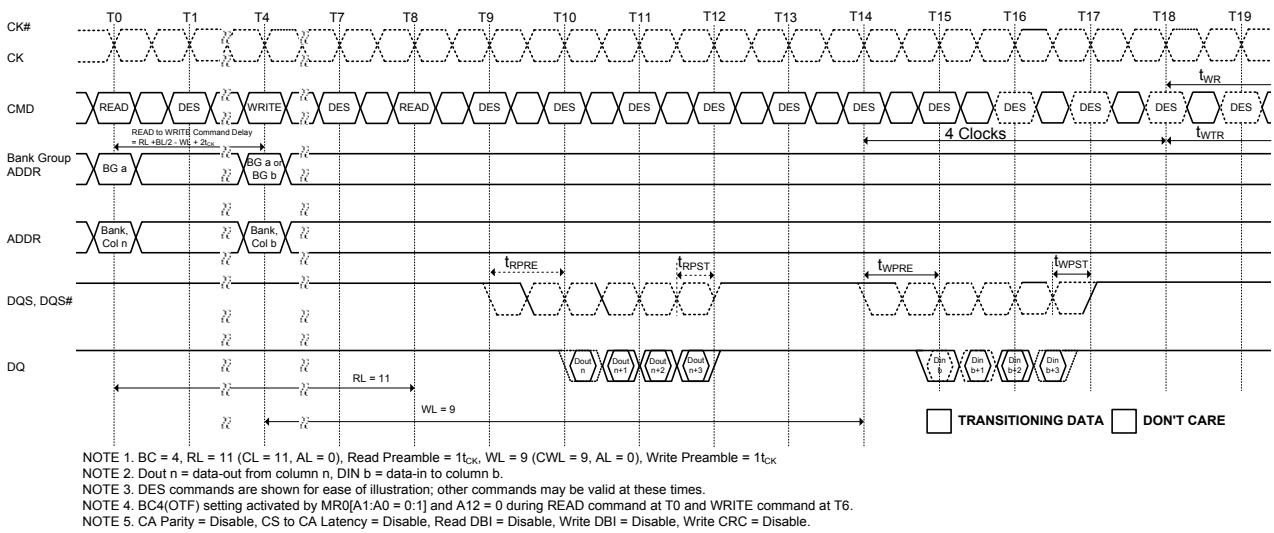 T0 T1 T4 T7 T8 T9 T10 T11 T12 T13 T14 T15 T16 T17 T18 T19
CK#
CK
tWR
CMD READ DES WRITE DES READ DES DES DES DES DES DES DES DES DES DES DES
READ to WRITE Command Delay
= RL +BL/2 - WL + 2tCK
4 Clocks tWTR
Bank Group
ADDR
BG a
BG a or
BG b
ADDR
Bank,
Col n
Bank,
Col b
tRPRE tRPST tWPRE tWPST
DQS, DQS#
DQ
Dout
n
Dout
n+1
Dout
n+2
Dout
n+3
Din
b
Din
b+1
Din
b+2
Din
b+3
RL = 11
WL = 9
TRANSITIONING DATA DON'T CARE
NOTE 1. BC = 4, RL = 11 (CL = 11, AL = 0), Read Preamble = 1tCK, WL = 9 (CWL = 9, AL = 0), Write Preamble = 1tCK
NOTE 2. Dout n = data-out from column n, DIN b = data-in to column b.
NOTE 3. DES commands are shown for ease of illustration; other commands may be valid at these times.
NOTE 4. BC4(OTF) setting activated by MR0[A1:A0 = 0:1] and A12 = 0 during READ command at T0 and WRITE command at T6.
NOTE 5. CA Parity = Disable, CS to CA Latency = Disable, Read DBI = Disable, Write DBI = Disable, Write CRC = Disable.